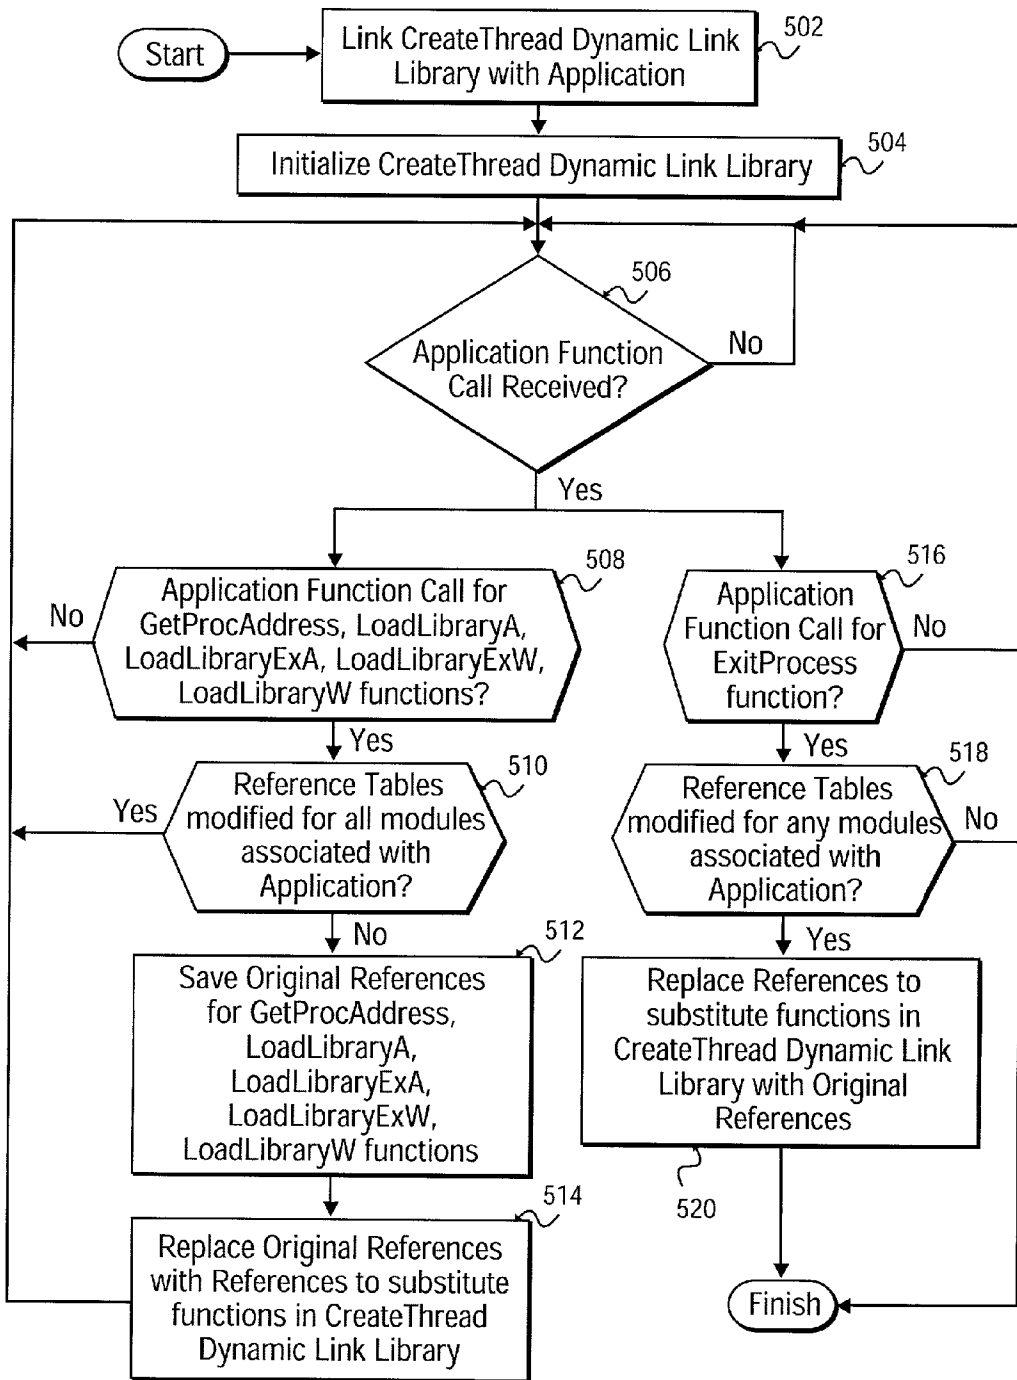 Start
Link CreateThread Dynamic Link
Library with Application
502
Initialize CreateThread Dynamic Link Library
504
506
Application Function
Call Received?
No
Yes
508
Application Function Call for
GetProcAddress, LoadLibraryA,
LoadLibraryExA, LoadLibraryExW,
LoadLibraryW functions?
No
Yes
516
Application
Function Call for
ExitProcess
function?
No
Yes
510
Reference Tables
modified for all modules
associated with
Application?
Yes
No
518
Reference Tables
modified for any modules
associated with
Application?
No
Yes
512
Save Original References
for GetProcAddress,
LoadLibraryA,
LoadLibraryExA,
LoadLibraryExW,
LoadLibraryW functions
Replace References to
substitute functions in
CreateThread Dynamic Link
Library with Original
References
520
514
Replace Original References
with References to substitute
functions in CreateThread
Dynamic Link Library
Finish